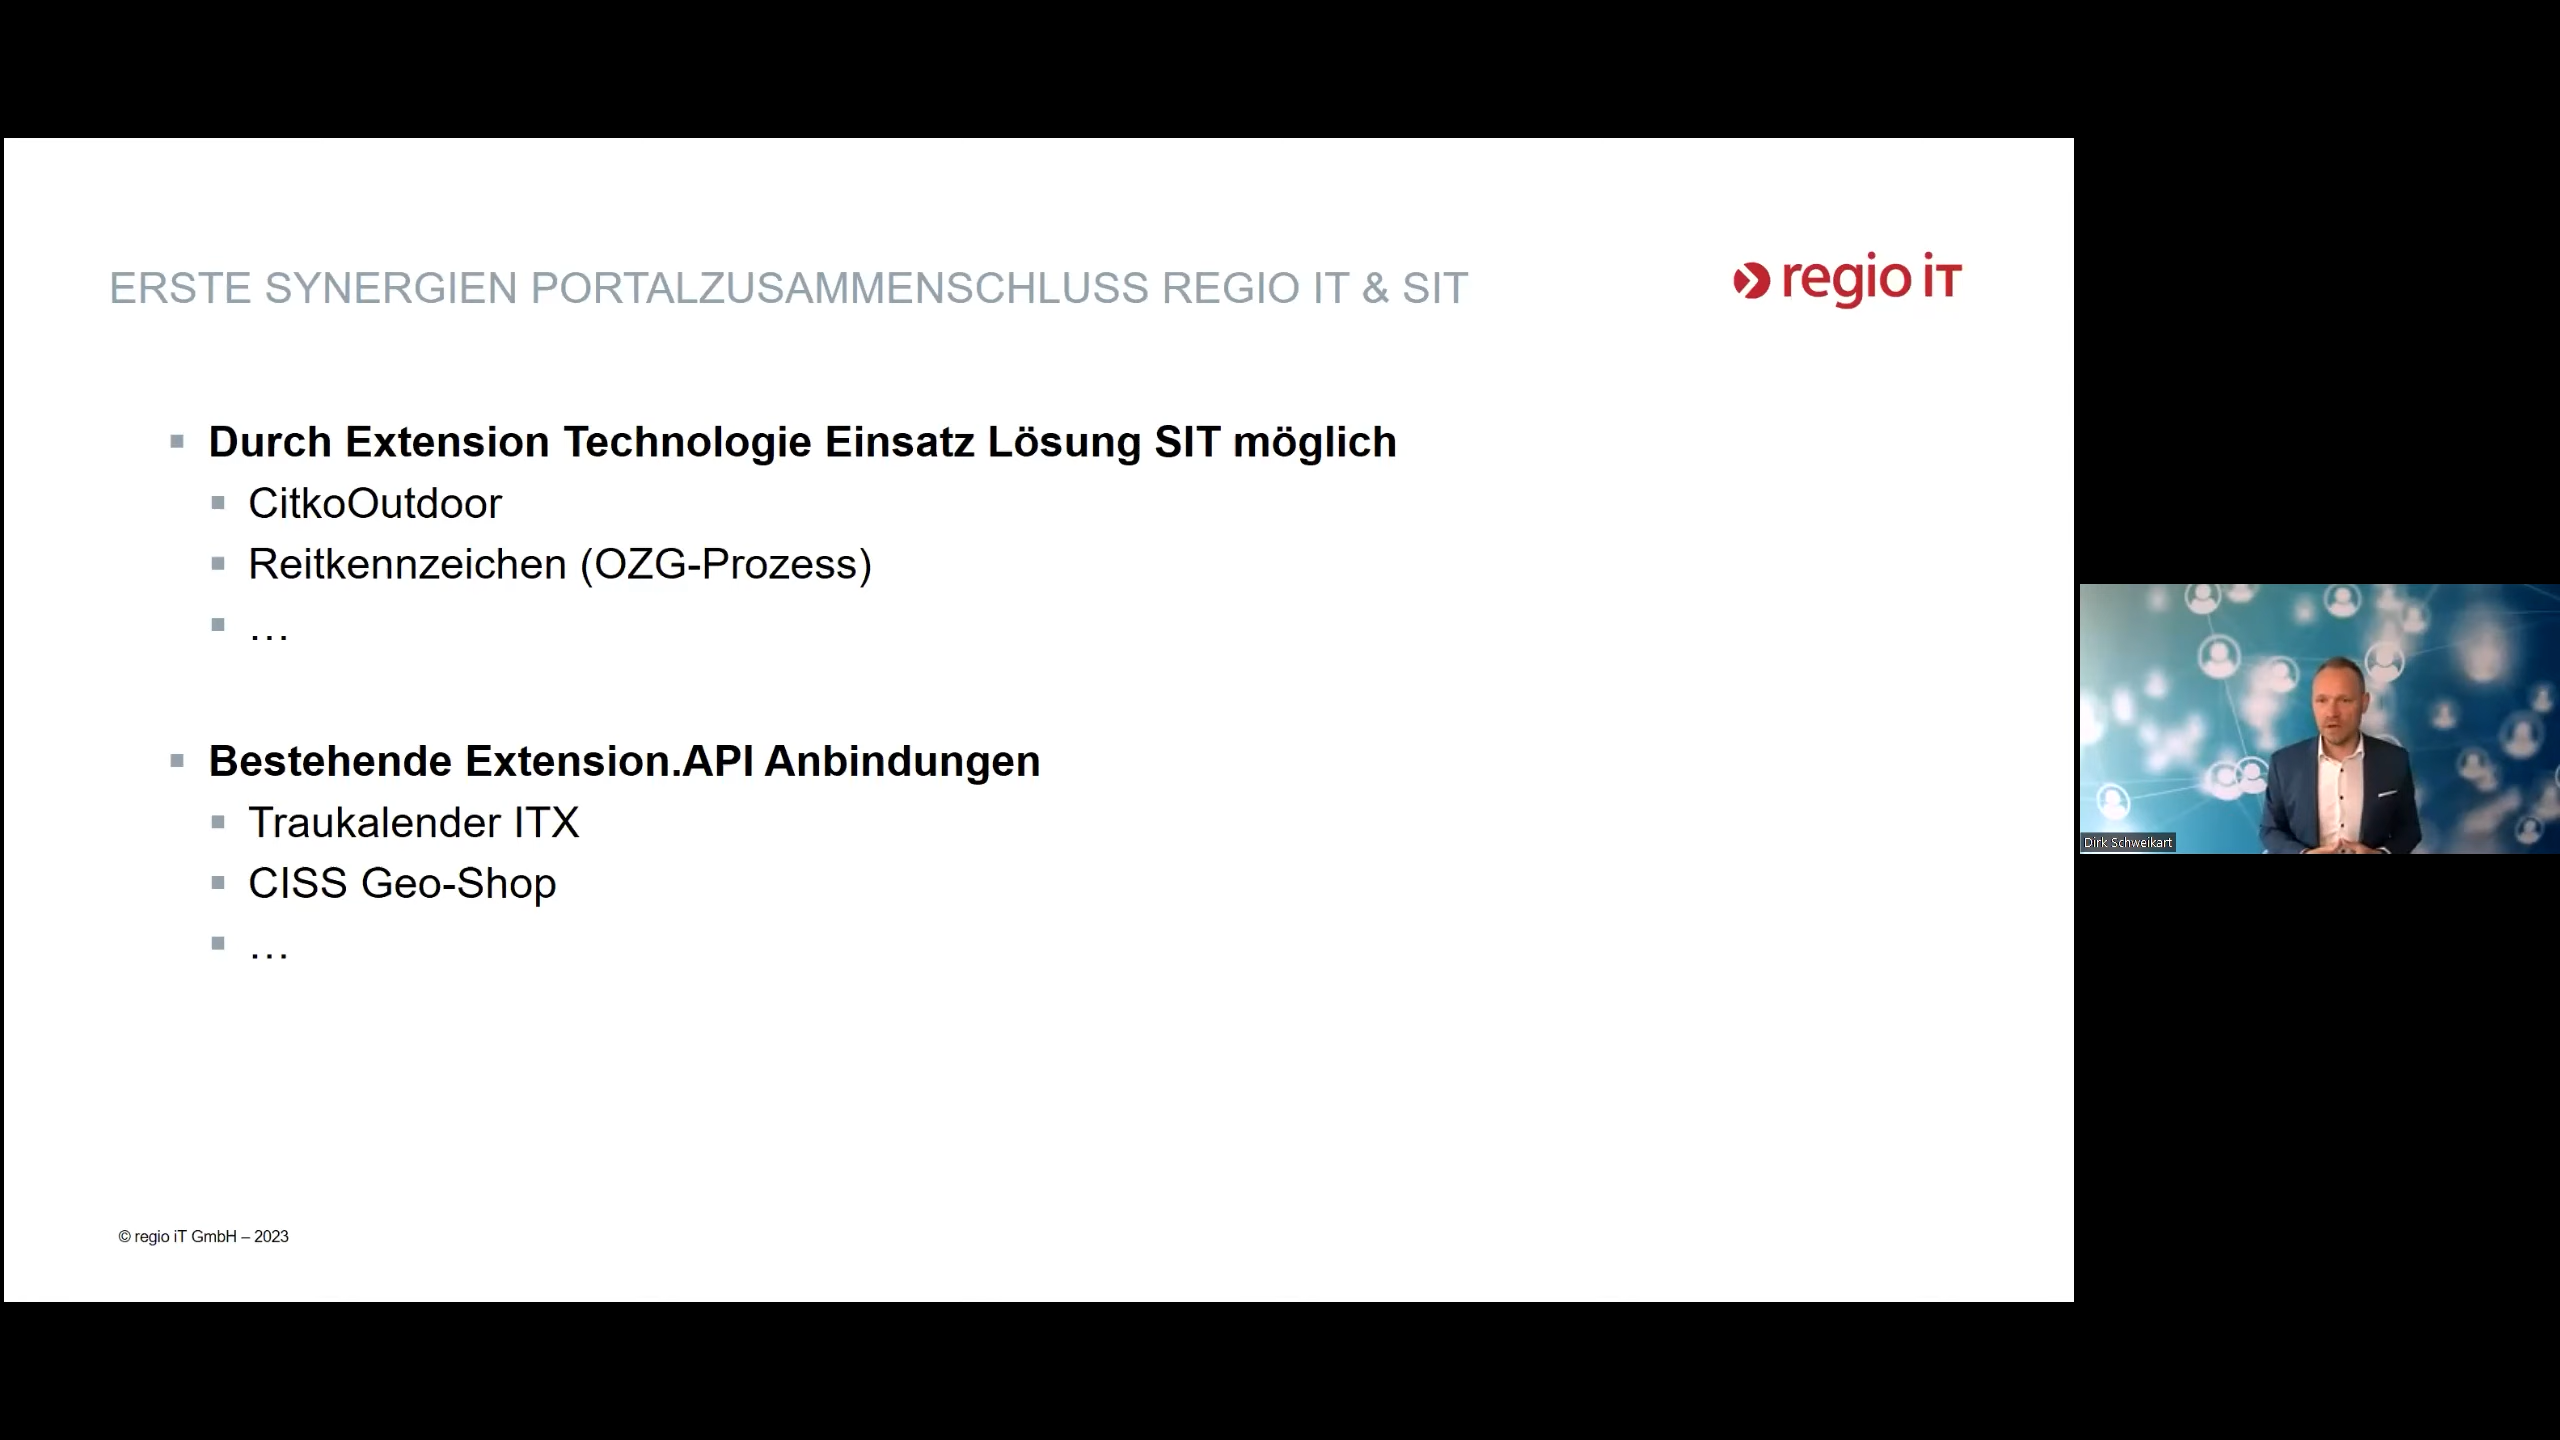 ERSTE SYNERGIEN PORTALZUSAMMENSCHLUSS REGIO IT & SIT
regio iT
Durch Extension Technologie Einsatz Lösung SIT möglich
CitkoOutdoor
Reitkennzeichen (OZG-Prozess)
…
Bestehende Extension.API Anbindungen
Traukalender ITX
CISS Geo-Shop
…
© regio iT GmbH – 2023
Dirk Schweikart